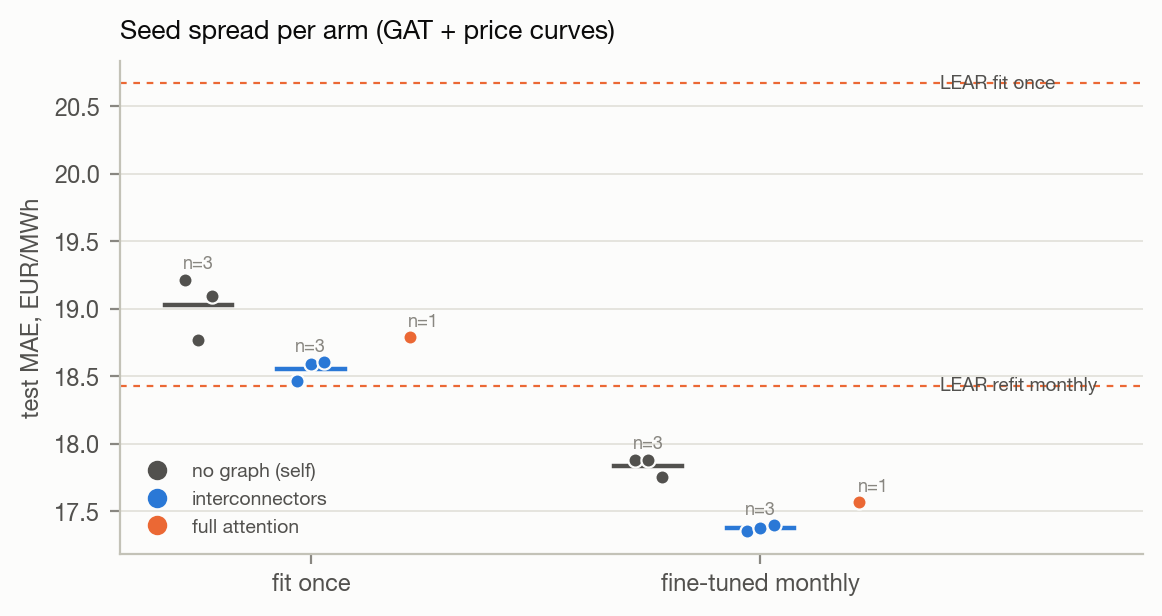 Seed spread per arm (GAT + price curves)
LEAR fit once
20.5
20.0
19.5
19.0
18.5
18.0
17.5
test MAE, EUR/MWh
n=3
n=3
n=1
LEAR refit monthly
n=3
n=3
n=1
no graph (self)
interconnectors
full attention
fit once
fine-tuned monthly